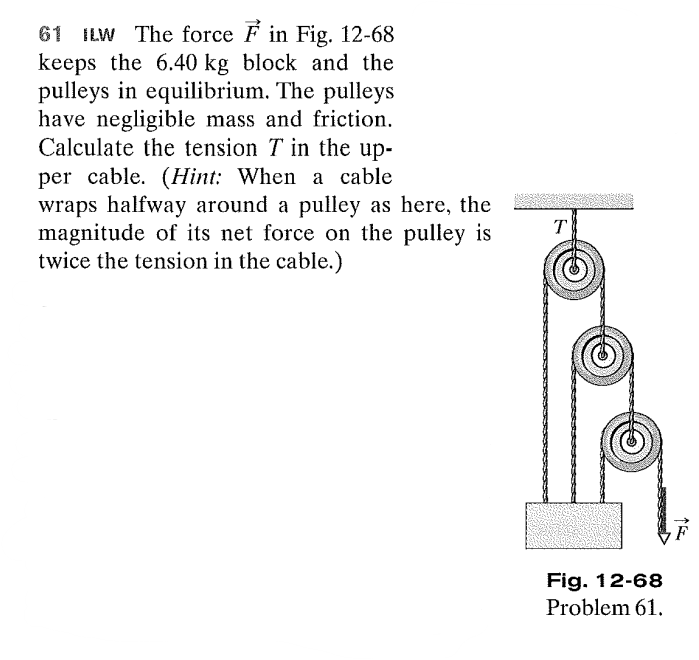 61 ILW The force F⃗ in Fig. 12-68
keeps the 6.40 kg block and the
pulleys in equilibrium. The pulleys
have negligible mass and friction.
Calculate the tension T in the up-
per cable. (Hint: When a cable
wraps halfway around a pulley as here, the
magnitude of its net force on the pulley is
twice the tension in the cable.)
T
F⃗
Fig. 12-68
Problem 61.